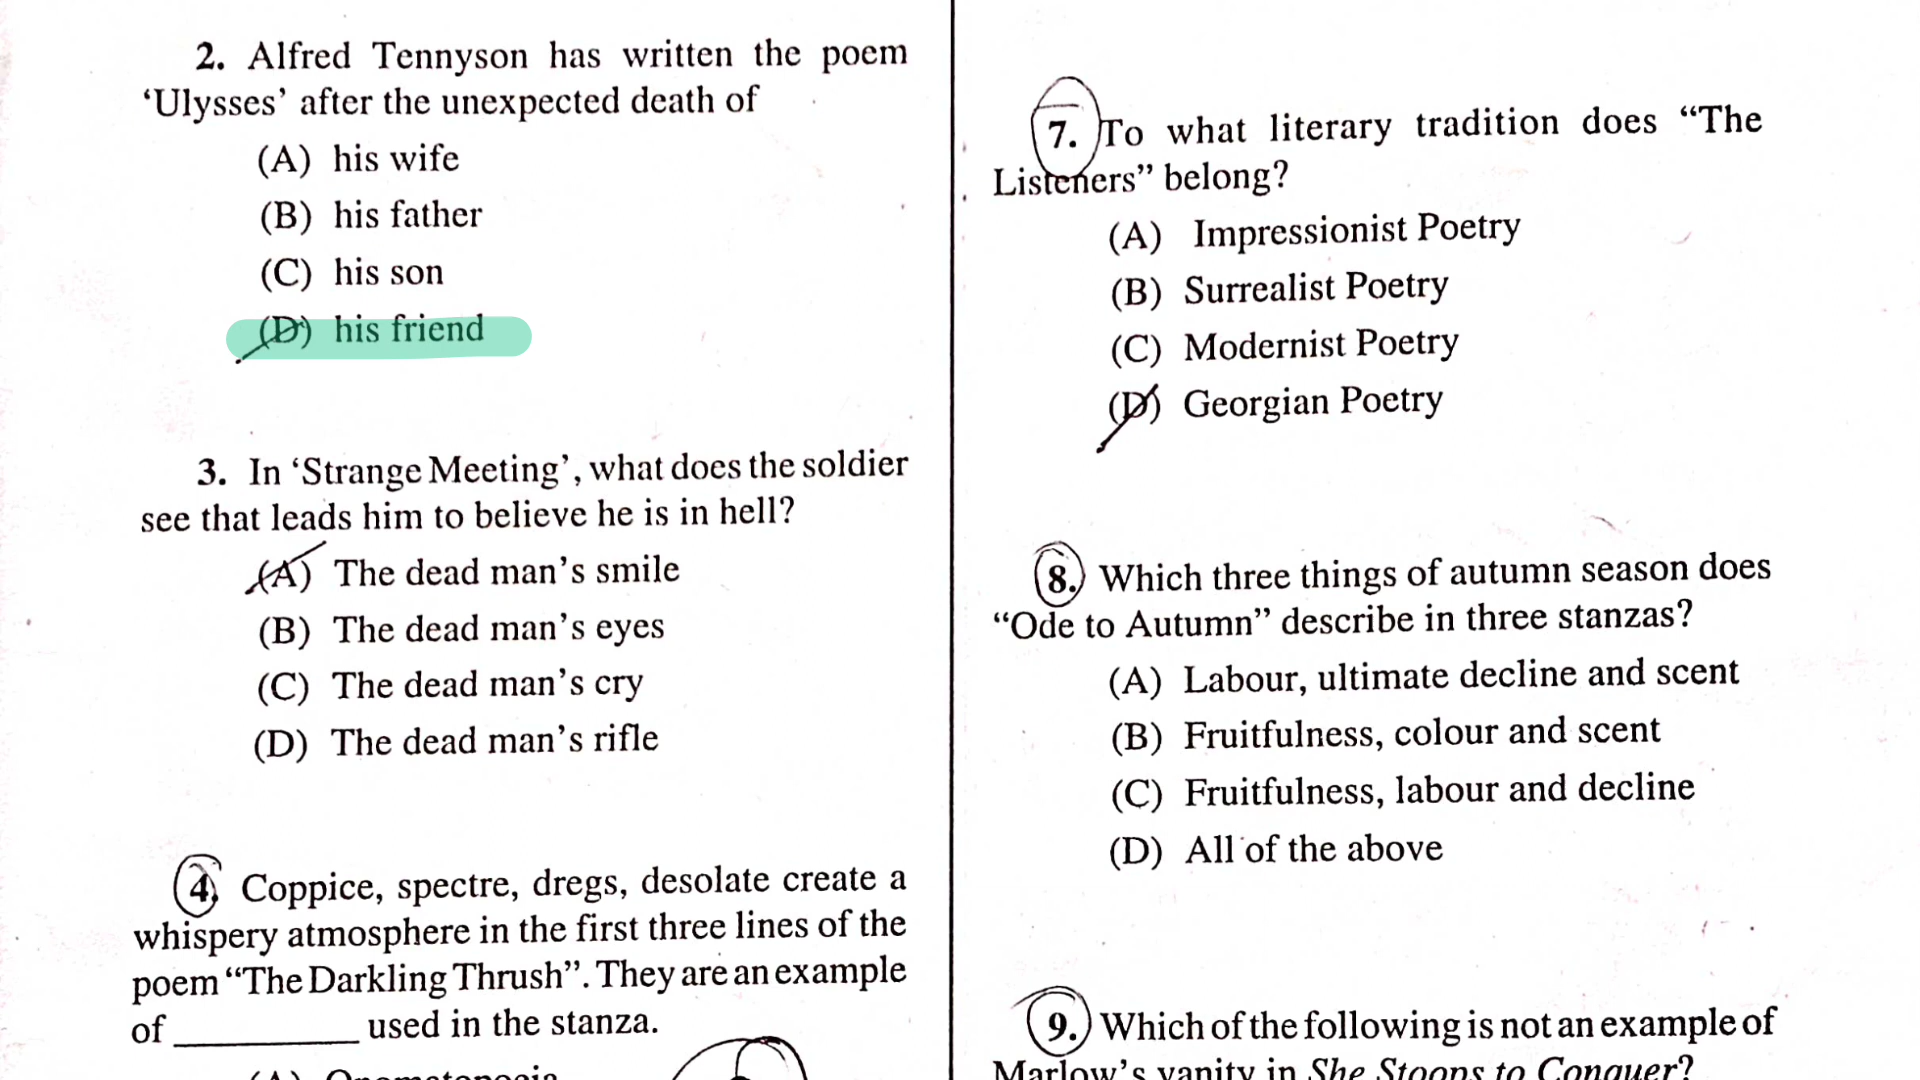 2. Alfred Tennyson has written the poem
‘Ulysses’ after the unexpected death of
(A) his wife
(B) his father
(C) his son
(D) his friend
3. In ‘Strange Meeting’, what does the soldier
see that leads him to believe he is in hell?
(A) The dead man’s smile
(B) The dead man’s eyes
(C) The dead man’s cry
(D) The dead man’s rifle
4. Coppice, spectre, dregs, desolate create a
whispery atmosphere in the first three lines of the
poem “The Darkling Thrush”. They are an example
of __________ used in the stanza.
(A) Onomatopoeia
7. To what literary tradition does “The
Listeners” belong?
(A) Impressionist Poetry
(B) Surrealist Poetry
(C) Modernist Poetry
(D) Georgian Poetry
8. Which three things of autumn season does
“Ode to Autumn” describe in three stanzas?
(A) Labour, ultimate decline and scent
(B) Fruitfulness, colour and scent
(C) Fruitfulness, labour and decline
(D) All of the above
9. Which of the following is not an example of
Marlow’s vanity in She Stoops to Conquer?